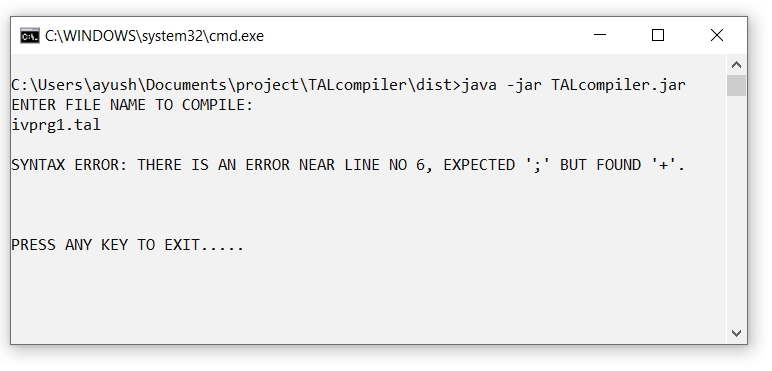 C:\WINDOWS\system32\cmd.exe
C:\Users\ayush\Documents\project\TALcompiler\dist>java -jar TALcompiler.jar
ENTER FILE NAME TO COMPILE:
ivprg1.tal
SYNTAX ERROR: THERE IS AN ERROR NEAR LINE NO 6, EXPECTED ';' BUT FOUND '+'.
PRESS ANY KEY TO EXIT.....